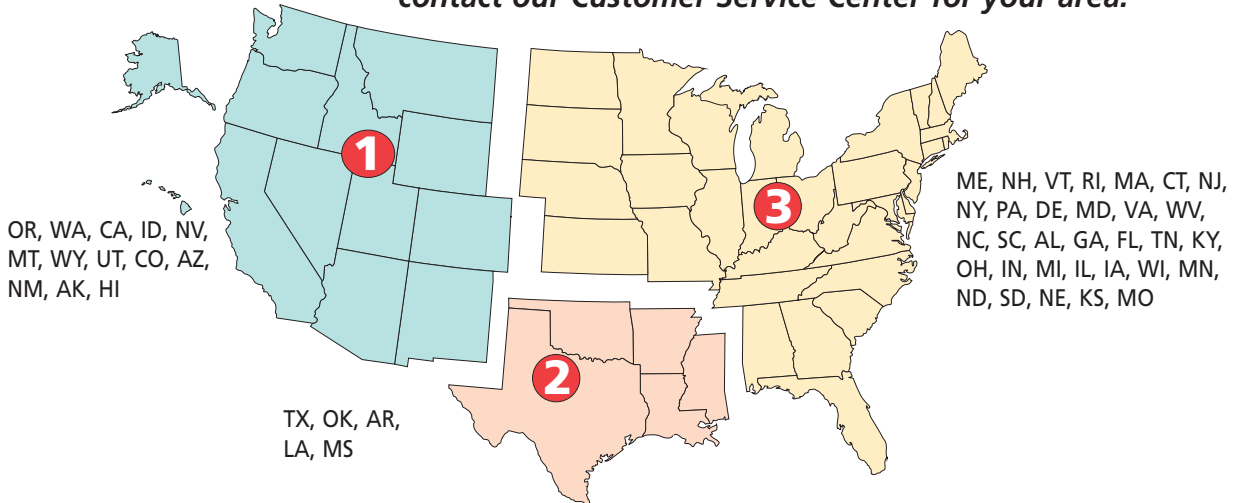 contact our Customer Service Center for your area.
1
3
ME, NH, VT, RI, MA, CT, NJ,
NY, PA, DE, MD, VA, WV,
NC, SC, AL, GA, FL, TN, KY,
OH, IN, MI, IL, IA, WI, MN,
ND, SD, NE, KS, MO
OR, WA, CA, ID, NV,
MT, WY, UT, CO, AZ,
NM, AK, HI
2
TX, OK, AR,
LA, MS